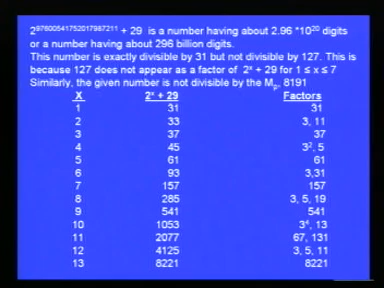 2^97800541752017987211 + 29 is a number having about 2.96 *10^20 digits
or a number having about 296 billion digits.
This number is exactly divisible by 31 but not divisible by 127. This is
because 127 does not appear as a factor of 2^x + 29 for 1 ≤ x ≤ 7
Similarly, the given number is not divisible by the M_p, 8191
X 2^x + 29 Factors
1 31 31
2 33 3, 11
3 37 37
4 45 3^2, 5
5 61 61
6 93 3,31
7 157 157
8 285 3, 5, 19
9 541 541
10 1053 3^4, 13
11 2077 67, 131
12 4125 3, 5, 11
13 8221 8221